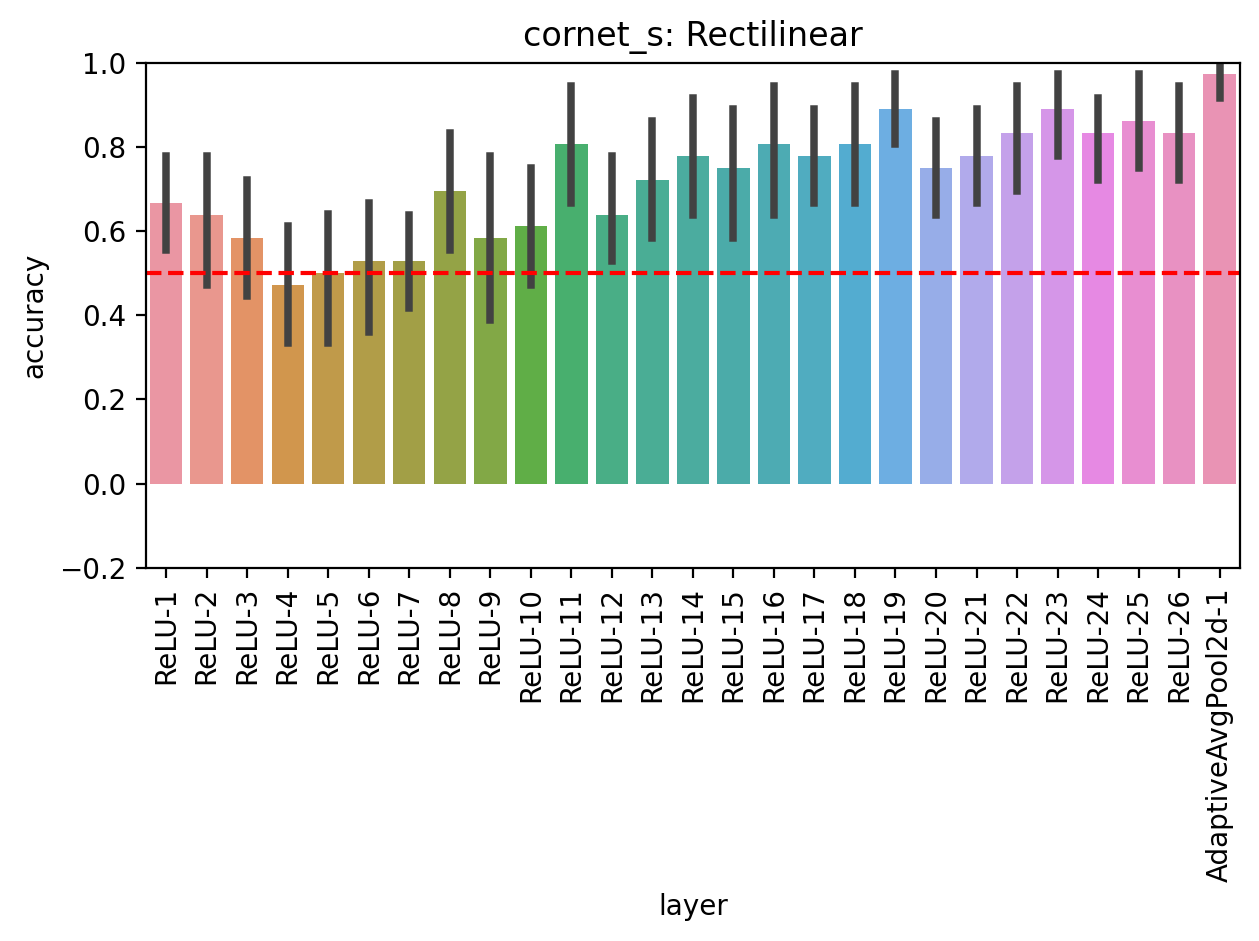 cornet_s: Rectilinear
accuracy
1.0
0.8
0.6
0.4
0.2
0.0
−0.2
ReLU-1
ReLU-2
ReLU-3
ReLU-4
ReLU-5
ReLU-6
ReLU-7
ReLU-8
ReLU-9
ReLU-10
ReLU-11
ReLU-12
ReLU-13
ReLU-14
ReLU-15
ReLU-16
ReLU-17
ReLU-18
ReLU-19
ReLU-20
ReLU-21
ReLU-22
ReLU-23
ReLU-24
ReLU-25
ReLU-26
AdaptiveAvgPool2d-1
layer